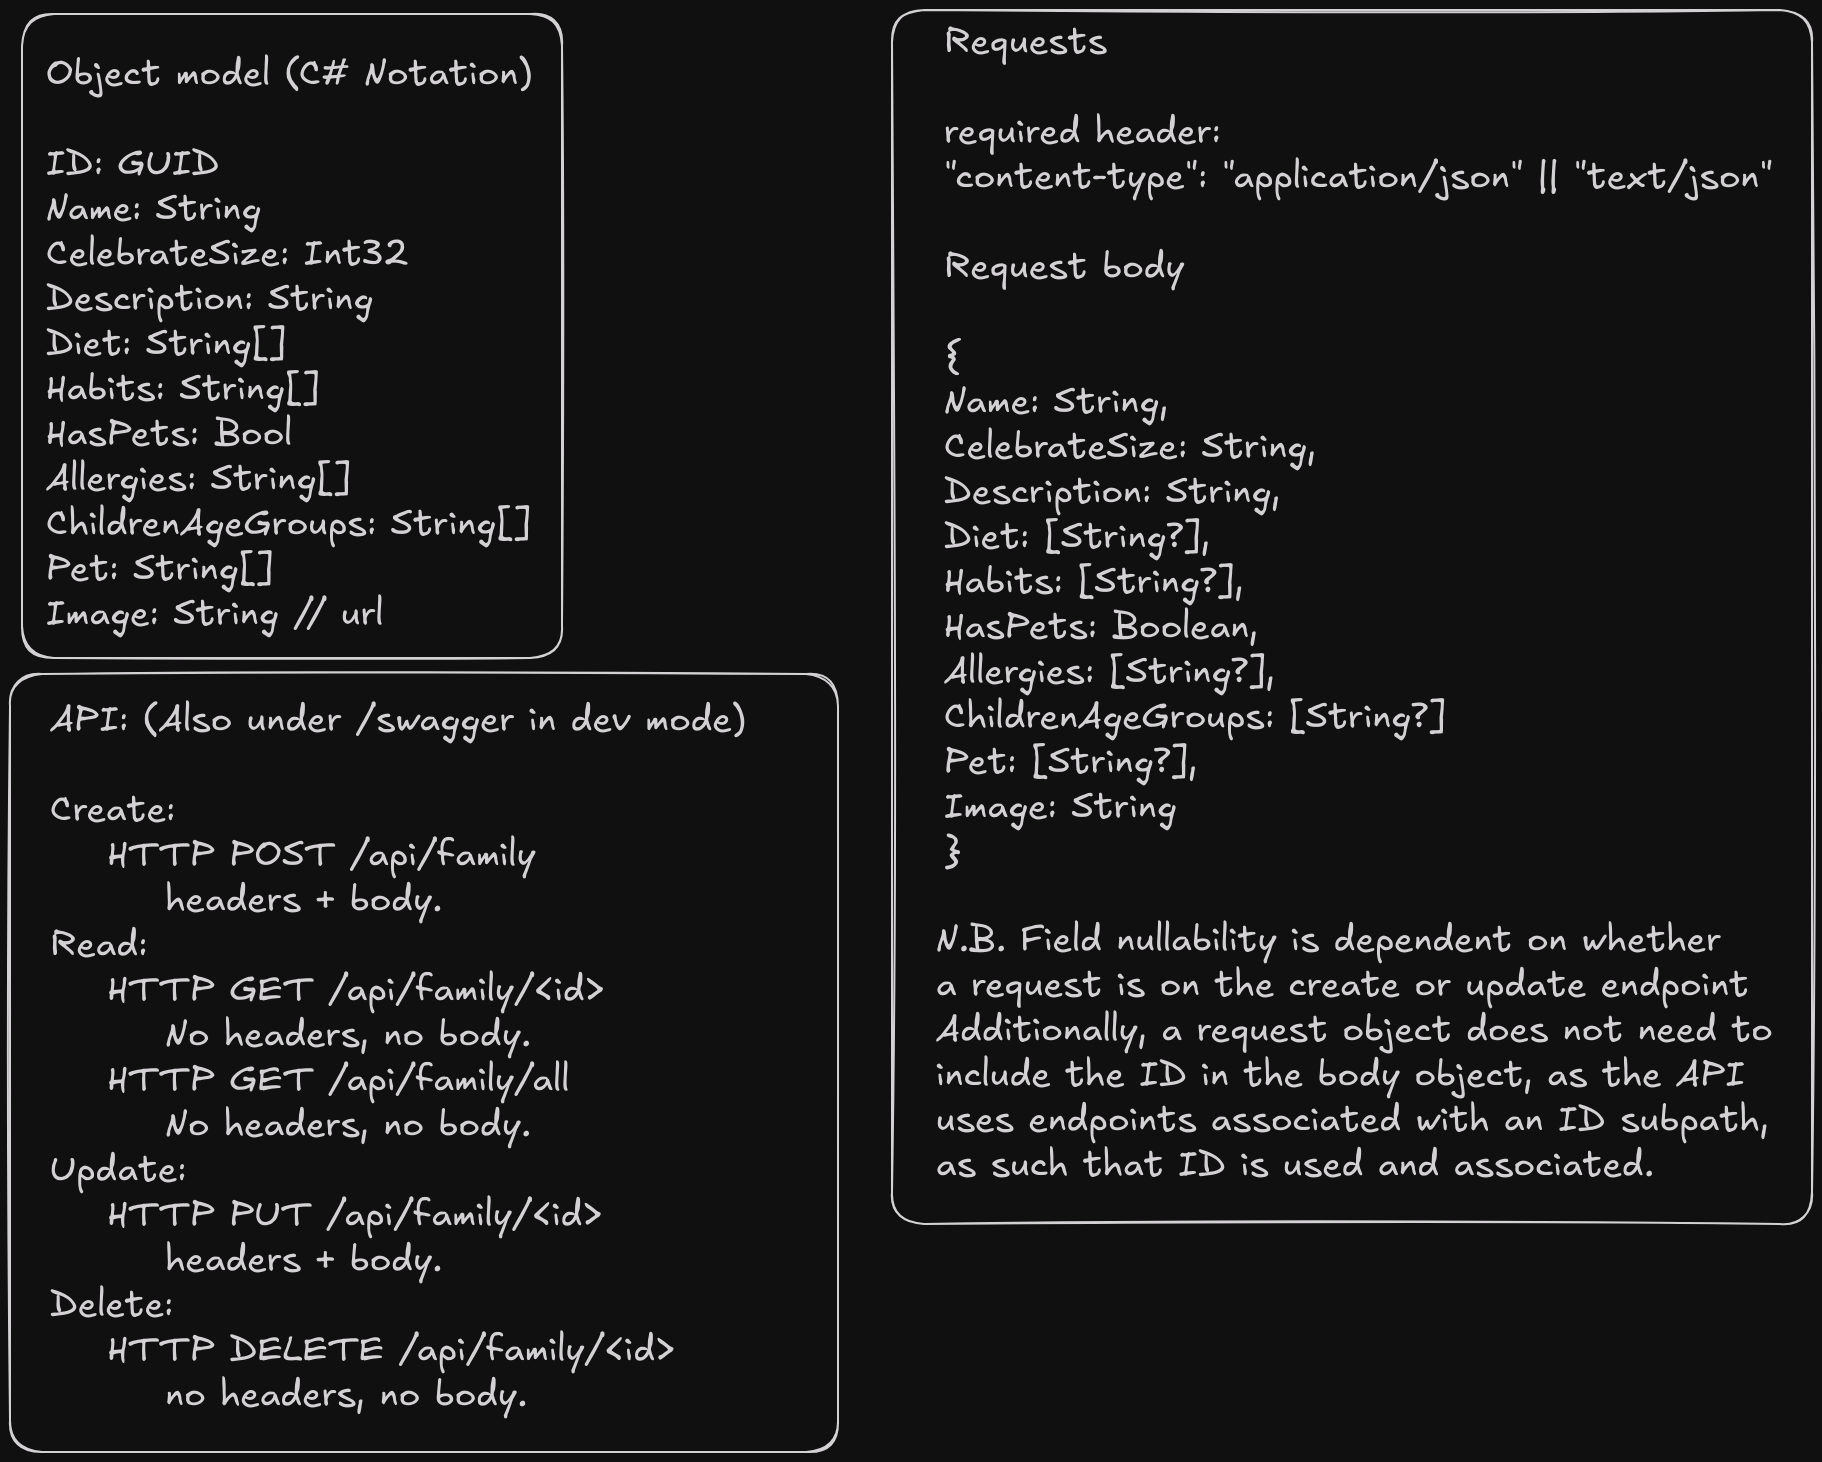 Object model (C# Notation)
ID: GUID
Name: String
CelebrateSize: Int32
Description: String
Diet: String[]
Habits: String[]
HasPets: Bool
Allergies: String[]
ChildrenAgeGroups: String[]
Pet: String[]
Image: String // url
API: (Also under /swagger in dev mode)
Create:
HTTP POST /api/family
headers + body.
Read:
HTTP GET /api/family/<id>
No headers, no body.
HTTP GET /api/family/all
No headers, no body.
Update:
HTTP PUT /api/family/<id>
headers + body.
Delete:
HTTP DELETE /api/family/<id>
no headers, no body.
Requests
required header:
"content-type": "application/json" || "text/json"
Request body
{
Name: String,
CelebrateSize: String,
Description: String,
Diet: [String?],
Habits: [String?],
HasPets: Boolean,
Allergies: [String?],
ChildrenAgeGroups: [String?]
Pet: [String?],
Image: String
}
N.B. Field nullability is dependent on whether
a request is on the create or update endpoint
Additionally, a request object does not need to
include the ID in the body object, as the API
uses endpoints associated with an ID subpath,
as such that ID is used and associated.